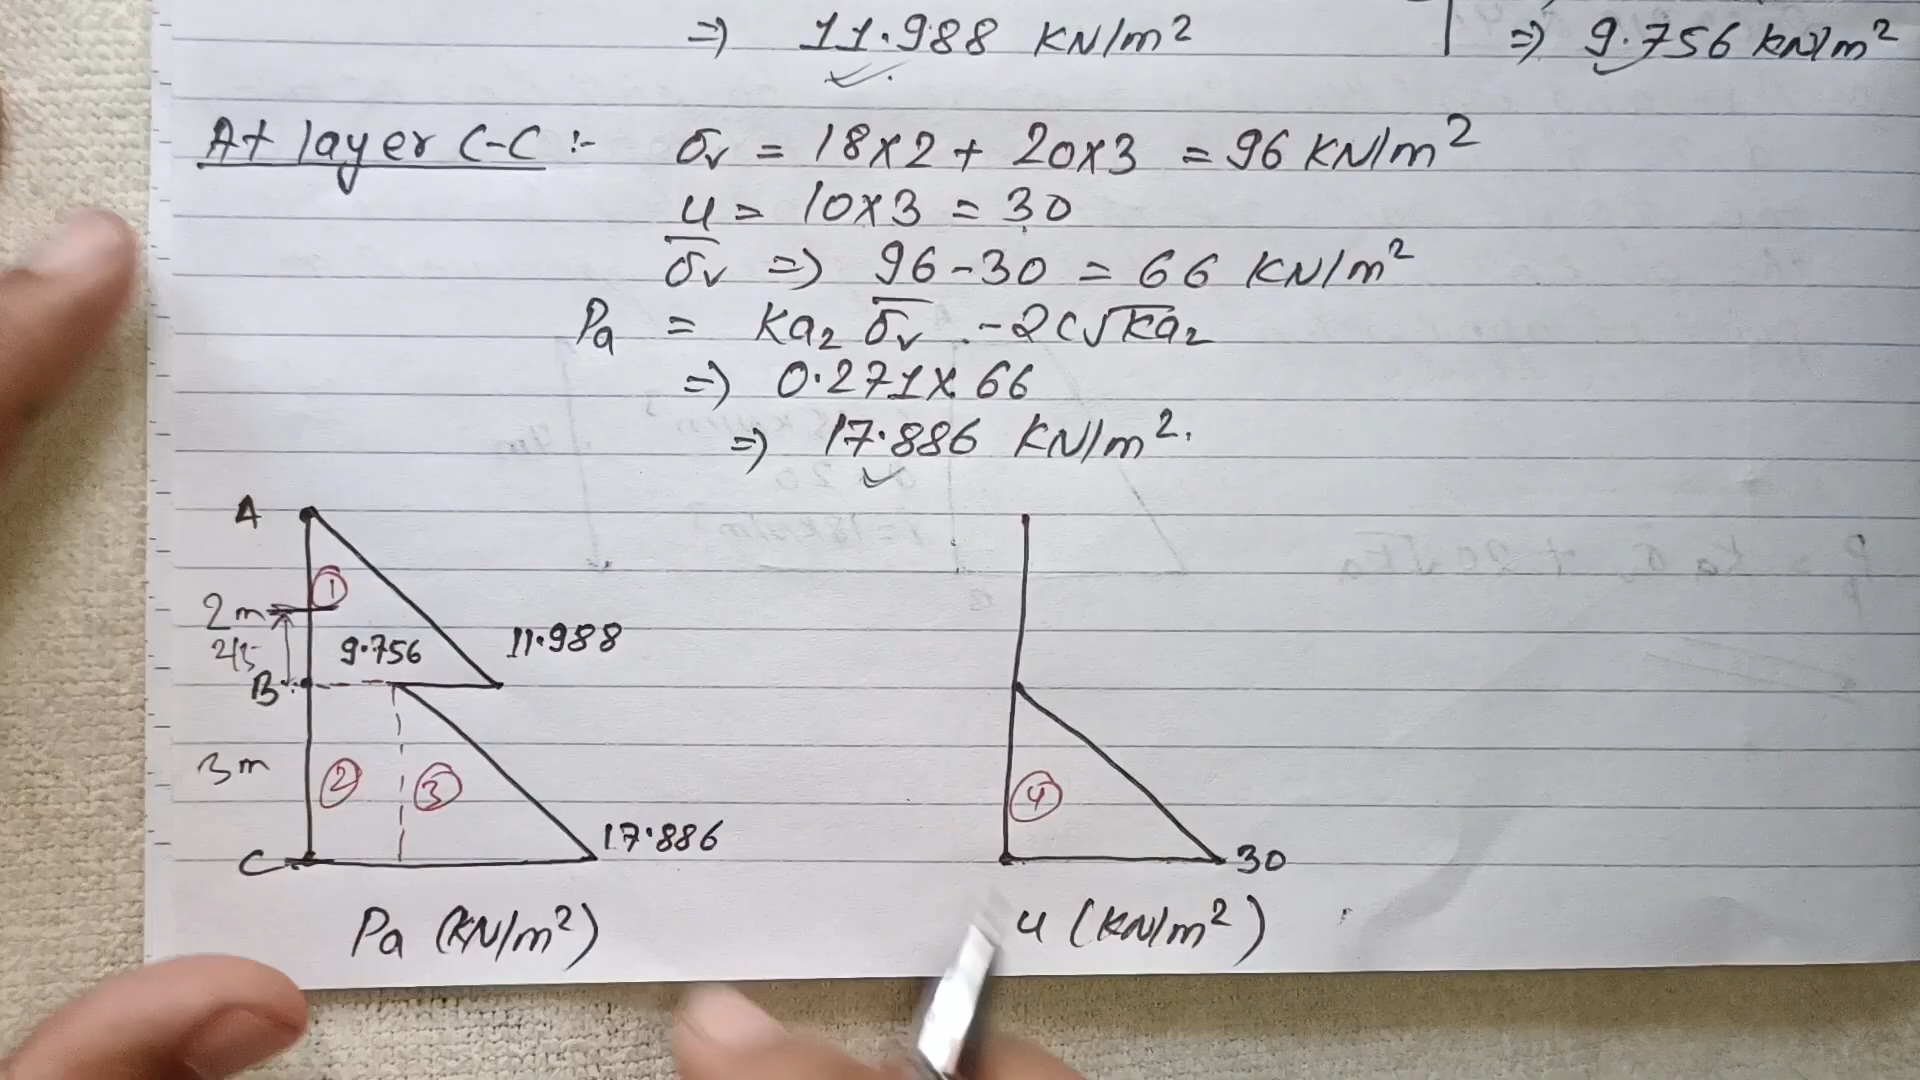 ⇒ 11.988 KN/m²
⇒ 9.756 kN/m²
At layer C-C :- σv = 18×2 + 20×3 = 96 KN/m²
u = 10×3 = 30
σ̅v ⇒ 96-30 = 66 KN/m²
Pa = Ka2 σ̅v - 2C√Ka2
⇒ 0.271×66
⇒ 17.886 KN/m².
A
①
2m
9.756
11.988
B
3m
②
③
④
17.886
C
30
Pa (KN/m²)
u (KN/m²)